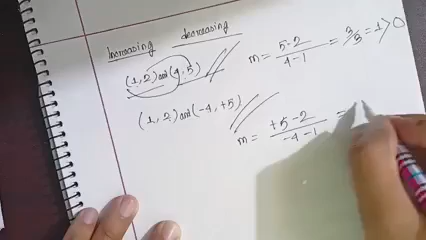 Increasing decreasing
(1, 2) and (4, 5)
m = 5-2 / 4-1 = 3/3 = 1 > 0
(1, 2) and (-4, +5)
m = +5-2 / -4-1 =